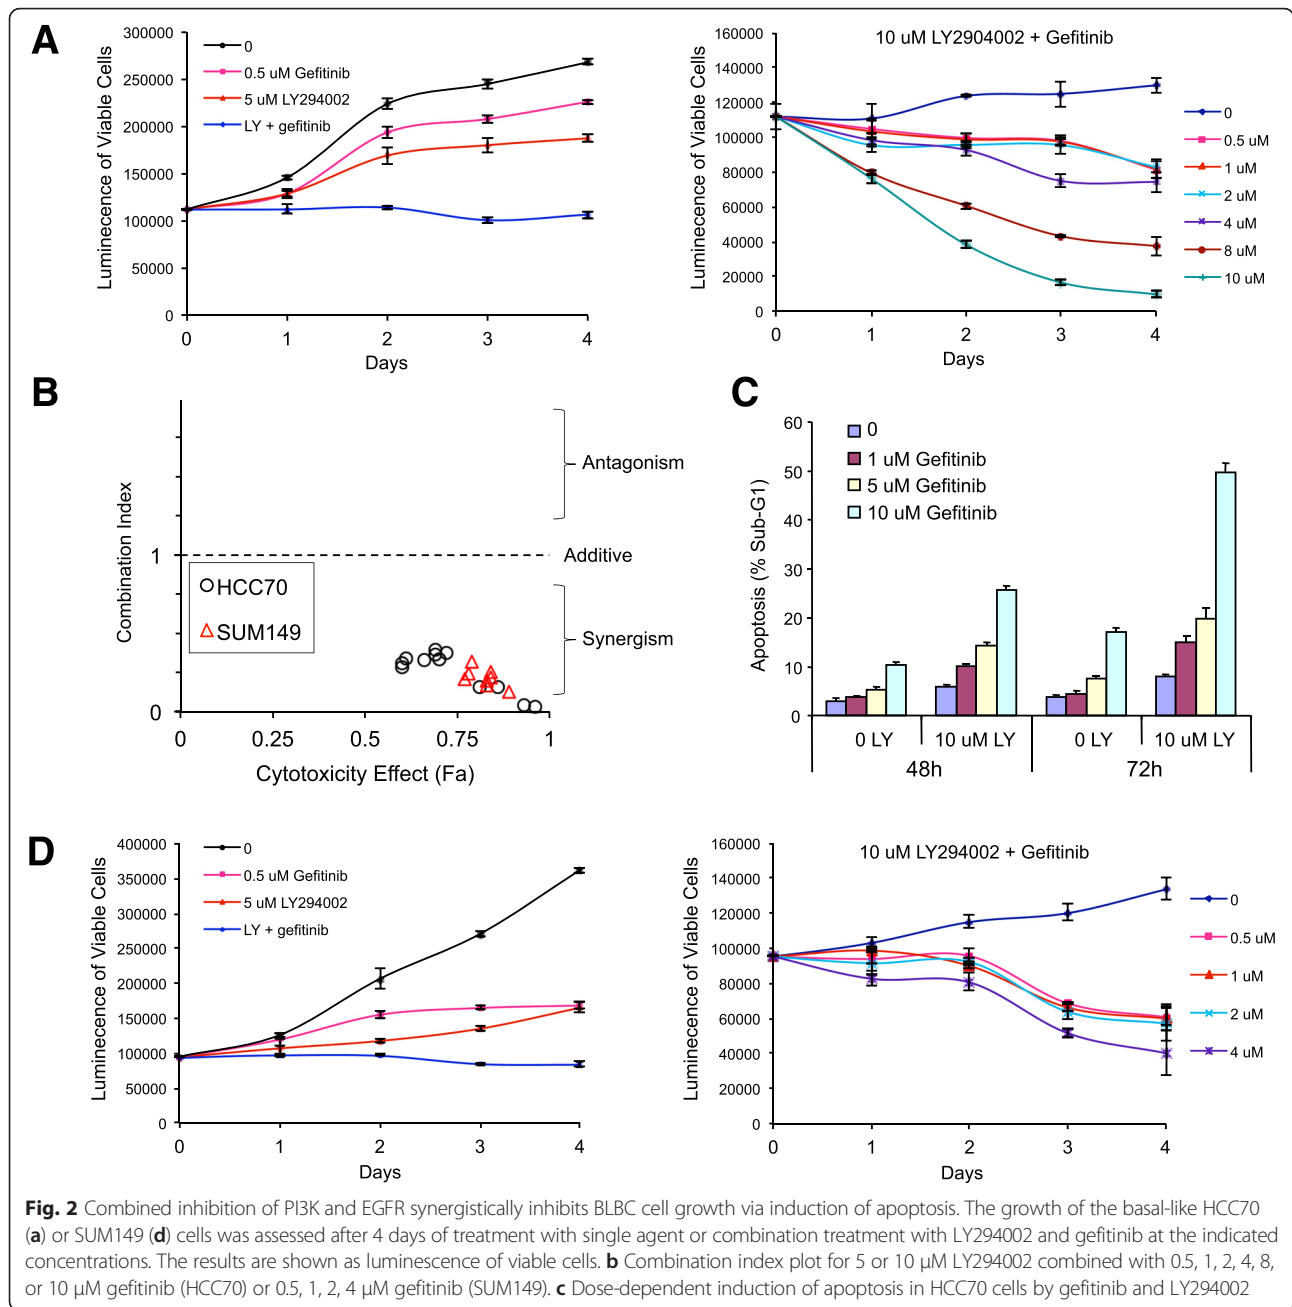 A
300000
250000
200000
150000
100000
50000
0
Luminecence of Viable Cells
0
0.5 uM Gefitinib
5 uM LY294002
LY + gefitinib
0 1 2 3 4
Days
10 uM LY2904002 + Gefitinib
160000
140000
120000
100000
80000
60000
40000
20000
0
Luminecence of Viable Cells
0
0.5 uM
1 uM
2 uM
4 uM
8 uM
10 uM
0 1 2 3 4
Days
B
Combination Index
1
0
HCC70
SUM149
Antagonism
Additive
Synergism
0 0.25 0.5 0.75 1
Cytotoxicity Effect (Fa)
C
60
50
40
30
20
10
0
Apoptosis (% Sub-G1)
0
1 uM Gefitinib
5 uM Gefitinib
10 uM Gefitinib
0 LY 10 uM LY 0 LY 10 uM LY
48h 72h
D
400000
350000
300000
250000
200000
150000
100000
50000
0
Luminecence of Viable Cells
0
0.5 uM Gefitinib
5 uM LY294002
LY + gefitinib
0 1 2 3 4
Days
10 uM LY294002 + Gefitinib
160000
140000
120000
100000
80000
60000
40000
20000
0
Luminecence of Viable Cells
0
0.5 uM
1 uM
2 uM
4 uM
0 1 2 3 4
Days
Fig. 2 Combined inhibition of PI3K and EGFR synergistically inhibits BLBC cell growth via induction of apoptosis. The growth of the basal-like HCC70
(a) or SUM149 (d) cells was assessed after 4 days of treatment with single agent or combination treatment with LY294002 and gefitinib at the indicated
concentrations. The results are shown as luminescence of viable cells. b Combination index plot for 5 or 10 μM LY294002 combined with 0.5, 1, 2, 4, 8,
or 10 μM gefitinib (HCC70) or 0.5, 1, 2, 4 μM gefitinib (SUM149). c Dose-dependent induction of apoptosis in HCC70 cells by gefitinib and LY294002